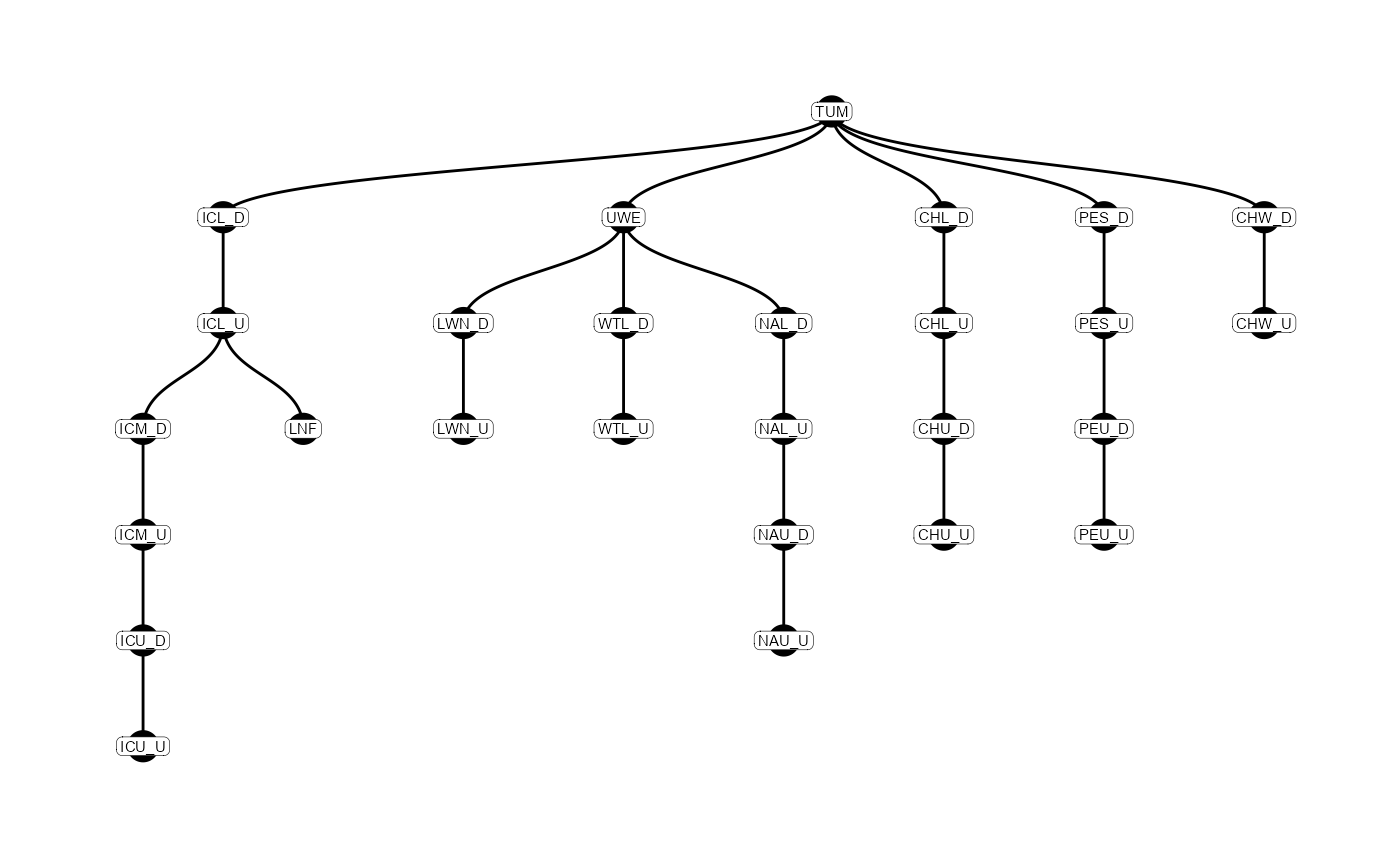 TUM
ICL_D UWE CHL_D PES_D CHW_D
ICL_U LWN_D WTL_D NAL_D CHL_U PES_U CHW_U
ICM_D LNF LWN_U WTL_U NAL_U CHU_D PEU_D
ICM_U NAU_D CHU_U PEU_U
ICU_D NAU_U
ICU_U